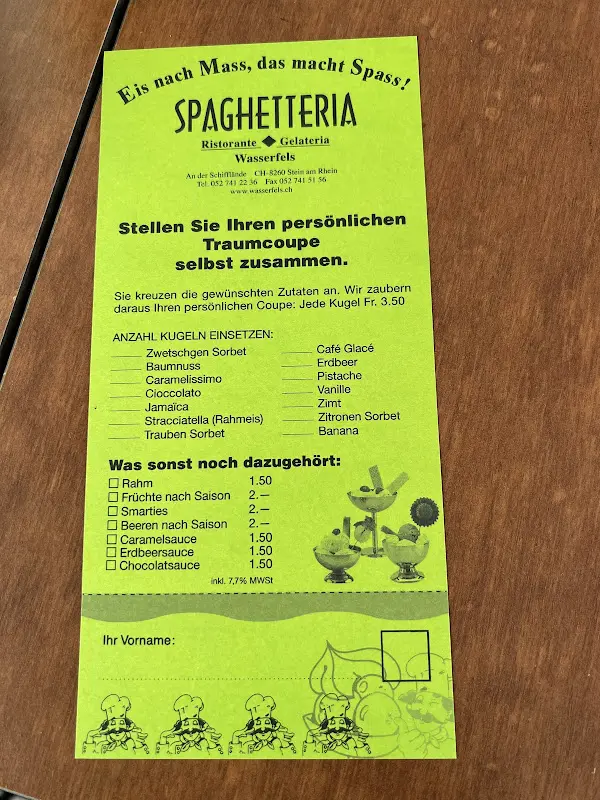 Eis nach Mass, das macht Spass!
SPAGHETTERIA
Ristorante ◆ Gelateria
Wasserfels
An der Schifflände CH-8260 Stein am Rhein
Tel. 052 741 22 36 Fax 052 741 51 56
www.wasserfels.ch
Stellen Sie Ihren persönlichen
Traumcoupe
selbst zusammen.
Sie kreuzen die gewünschten Zutaten an. Wir zaubern
daraus Ihren persönlichen Coupe: Jede Kugel Fr. 3.50
ANZAHL KUGELN EINSETZEN:
Zwetschgen Sorbet
Baumnuss
Caramelissimo
Cioccolato
Jamaïca
Stracciatella (Rahmeis)
Trauben Sorbet
Café Glacé
Erdbeer
Pistache
Vanille
Zimt
Zitronen Sorbet
Banana
Was sonst noch dazugehört:
Rahm 1.50
Früchte nach Saison 2.—
Smarties 2.—
Beeren nach Saison 2.—
Caramelsauce 1.50
Erdbeersauce 1.50
Chocolatsauce 1.50
inkl. 7,7% MWSt
Ihr Vorname: